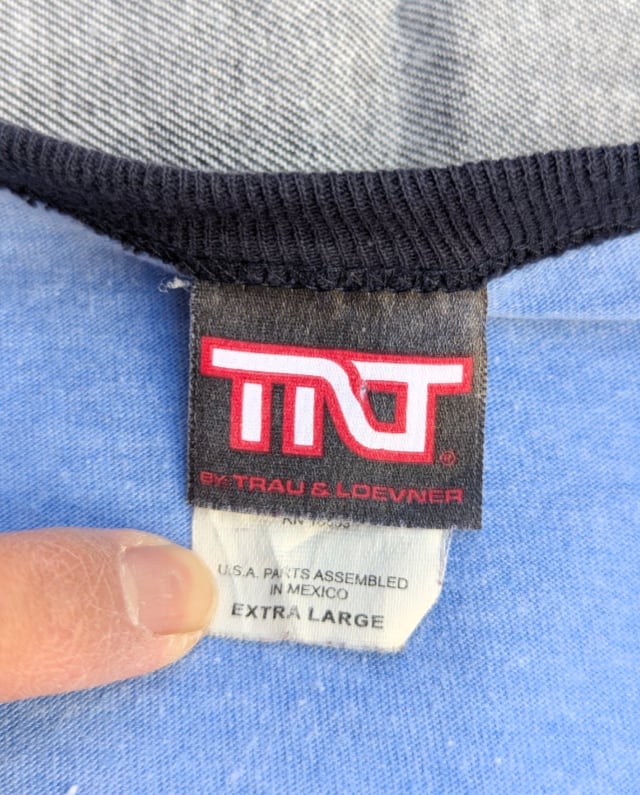 TNT®
BY TRAU & LOEVNER
U.S.A. PARTS ASSEMBLED
IN MEXICO
EXTRA LARGE